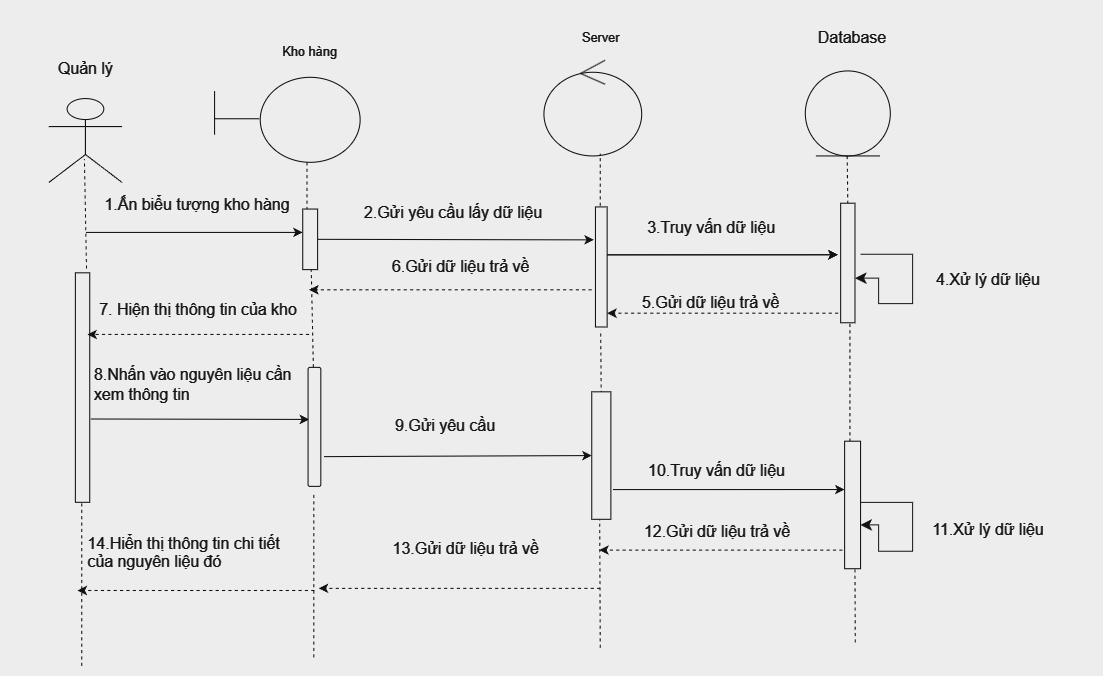 Quản lý
Kho hàng
Server
Database
1.Ấn biểu tượng kho hàng
2.Gửi yêu cầu lấy dữ liệu
3.Truy vấn dữ liệu
4.Xử lý dữ liệu
5.Gửi dữ liệu trả về
6.Gửi dữ liệu trả về
7. Hiện thị thông tin của kho
8.Nhấn vào nguyên liệu cần
xem thông tin
9.Gửi yêu cầu
10.Truy vấn dữ liệu
11.Xử lý dữ liệu
12.Gửi dữ liệu trả về
13.Gửi dữ liệu trả về
14.Hiển thị thông tin chi tiết
của nguyên liệu đó